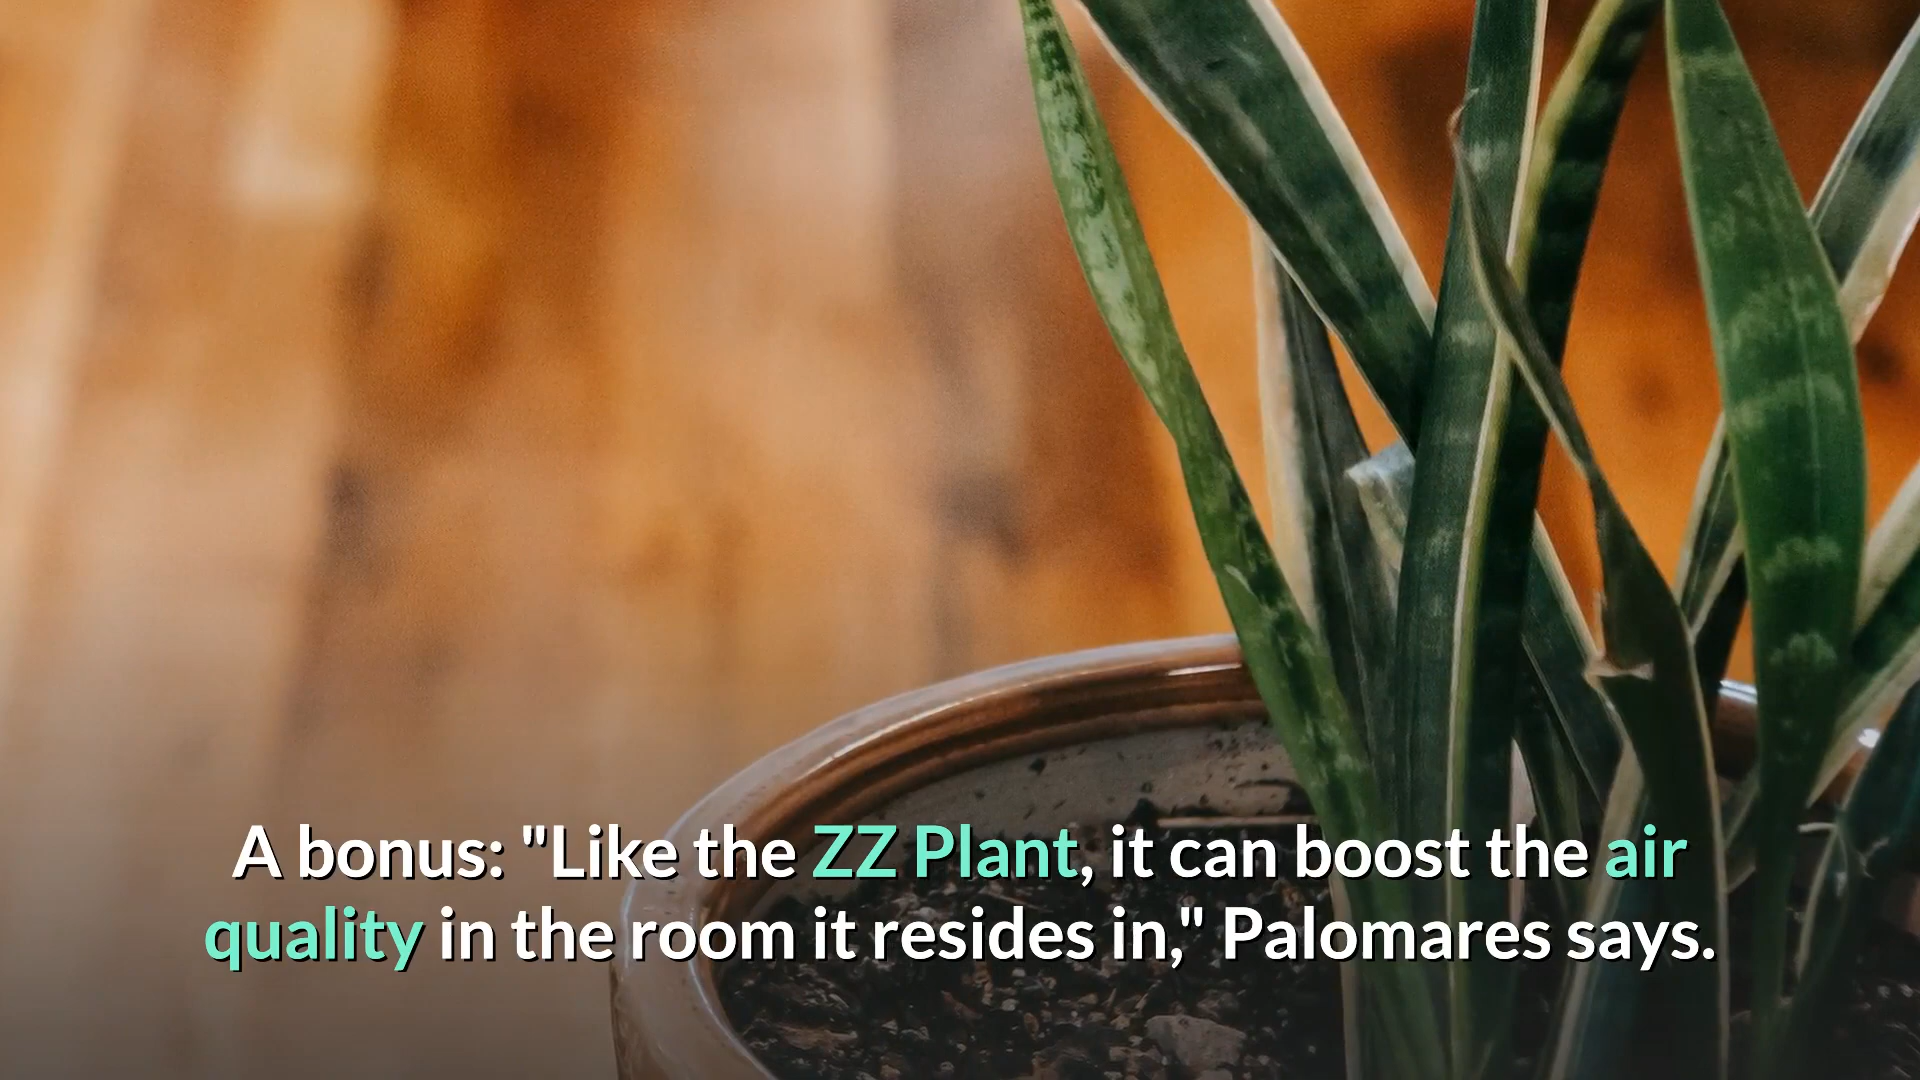 A bonus: "Like the ZZ Plant, it can boost the air
quality in the room it resides in," Palomares says.